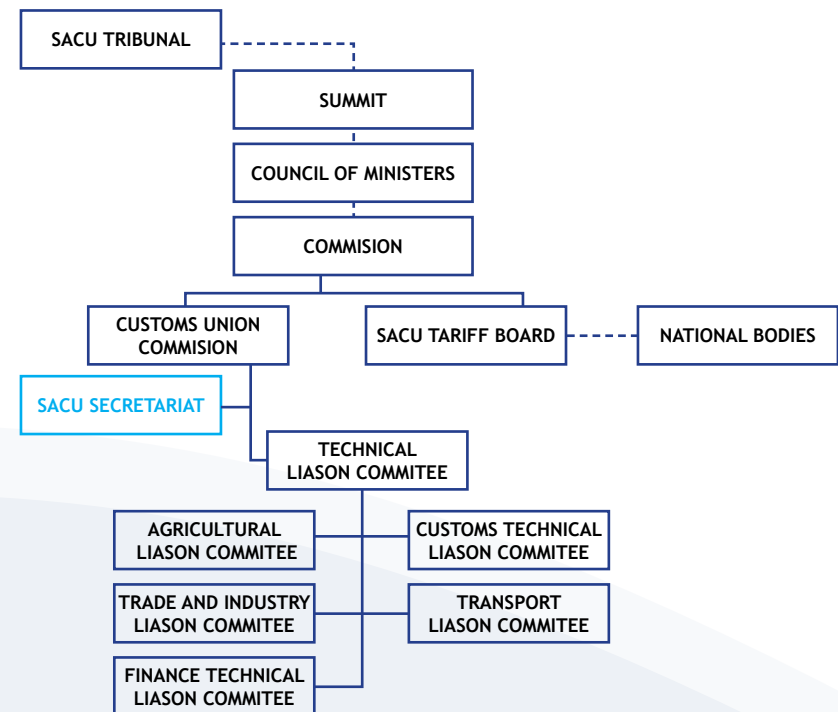 SACU TRIBUNAL
SUMMIT
COUNCIL OF MINISTERS
COMMISION
CUSTOMS UNION
COMMISION
SACU TARIFF BOARD
NATIONAL BODIES
SACU SECRETARIAT
TECHNICAL
LIASON COMMITEE
AGRICULTURAL
LIASON COMMITEE
CUSTOMS TECHNICAL
LIASON COMMITEE
TRADE AND INDUSTRY
LIASON COMMITEE
TRANSPORT
LIASON COMMITEE
FINANCE TECHNICAL
LIASON COMMITEE